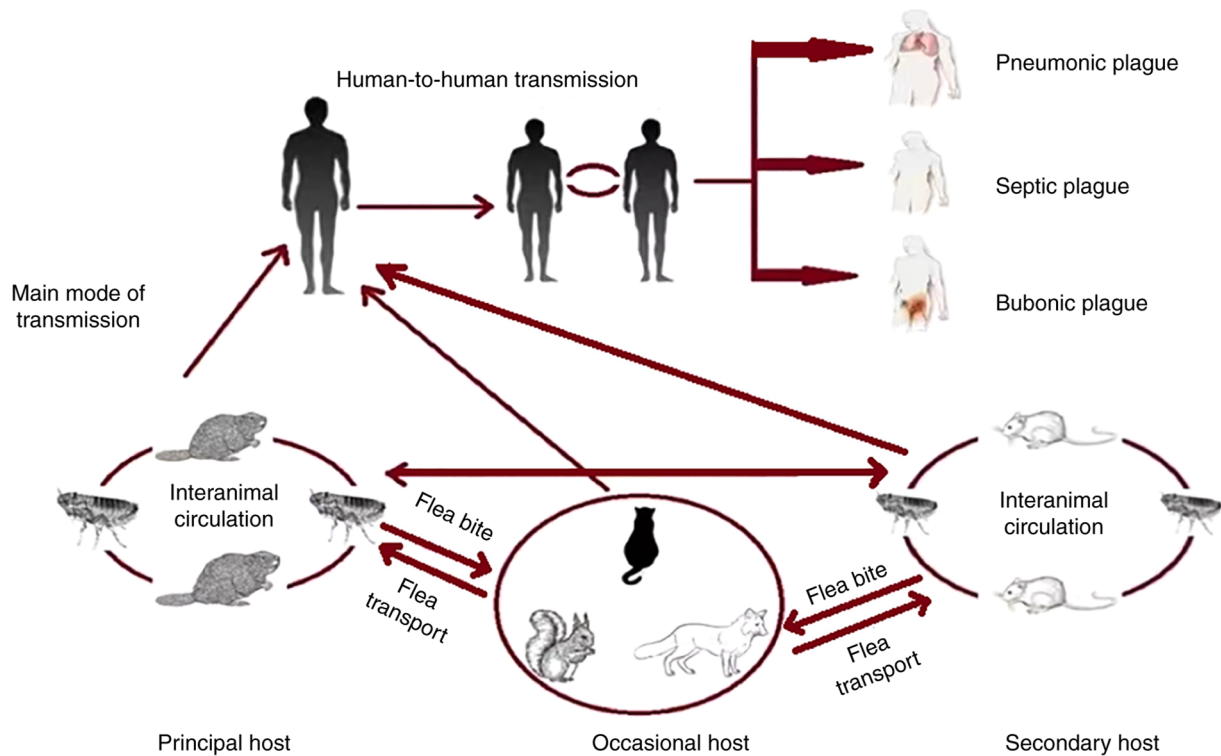 Human-to-human transmission
Pneumonic plague
Septic plague
Bubonic plague
Main mode of
transmission
Interanimal
circulation
Flea bite
Flea
transport
Flea bite
Flea
transport
Interanimal
circulation
Principal host
Occasional host
Secondary host